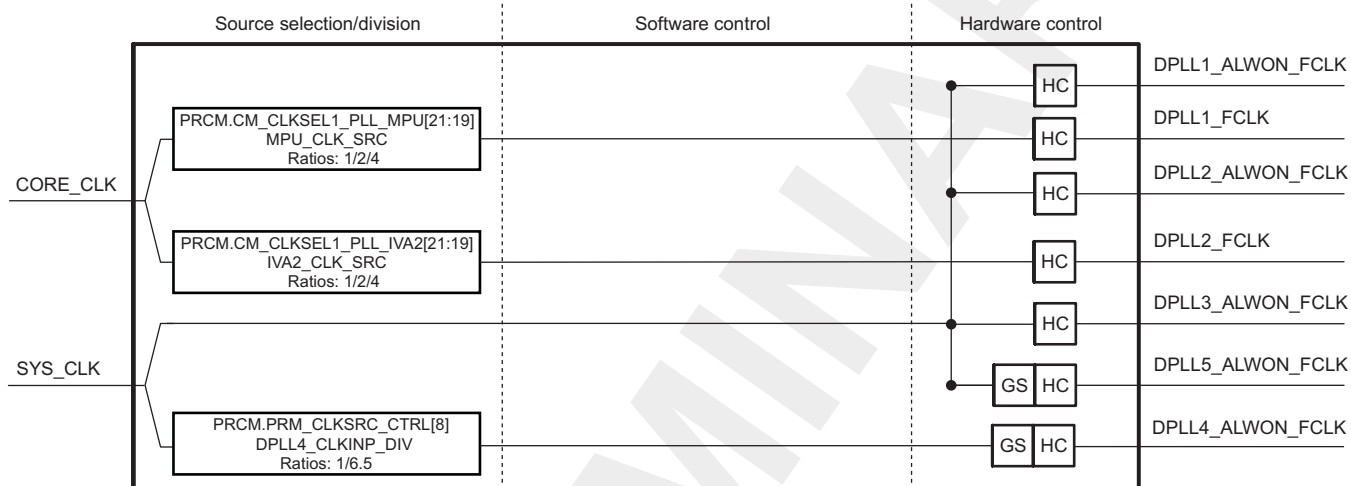 Source selection/division
Software control
Hardware control
DPLL1_ALWON_FCLK
HC
DPLL1_FCLK
PRCM.CM_CLKSEL1_PLL_MPU[21:19]
MPU_CLK_SRC
Ratios: 1/2/4
HC
DPLL2_ALWON_FCLK
CORE_CLK
HC
DPLL2_FCLK
PRCM.CM_CLKSEL1_PLL_IVA2[21:19]
IVA2_CLK_SRC
Ratios: 1/2/4
HC
DPLL3_ALWON_FCLK
HC
SYS_CLK
DPLL5_ALWON_FCLK
GS HC
PRCM.PRM_CLKSRC_CTRL[8]
DPLL4_CLKINP_DIV
Ratios: 1/6.5
DPLL4_ALWON_FCLK
GS HC